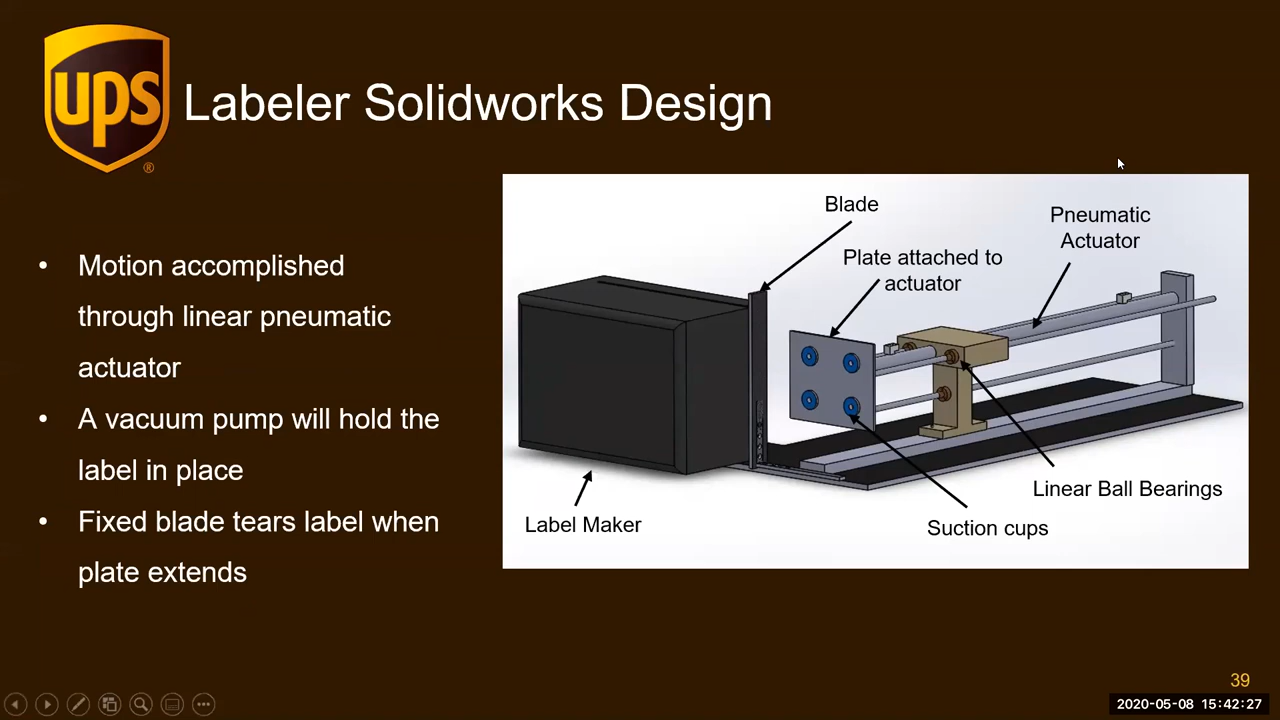 ups
®
Labeler Solidworks Design
• Motion accomplished
through linear pneumatic
actuator
• A vacuum pump will hold the
label in place
• Fixed blade tears label when
plate extends
Blade
Plate attached to
actuator
Pneumatic
Actuator
Label Maker
Suction cups
Linear Ball Bearings
39
2020-05-08 15:42:27